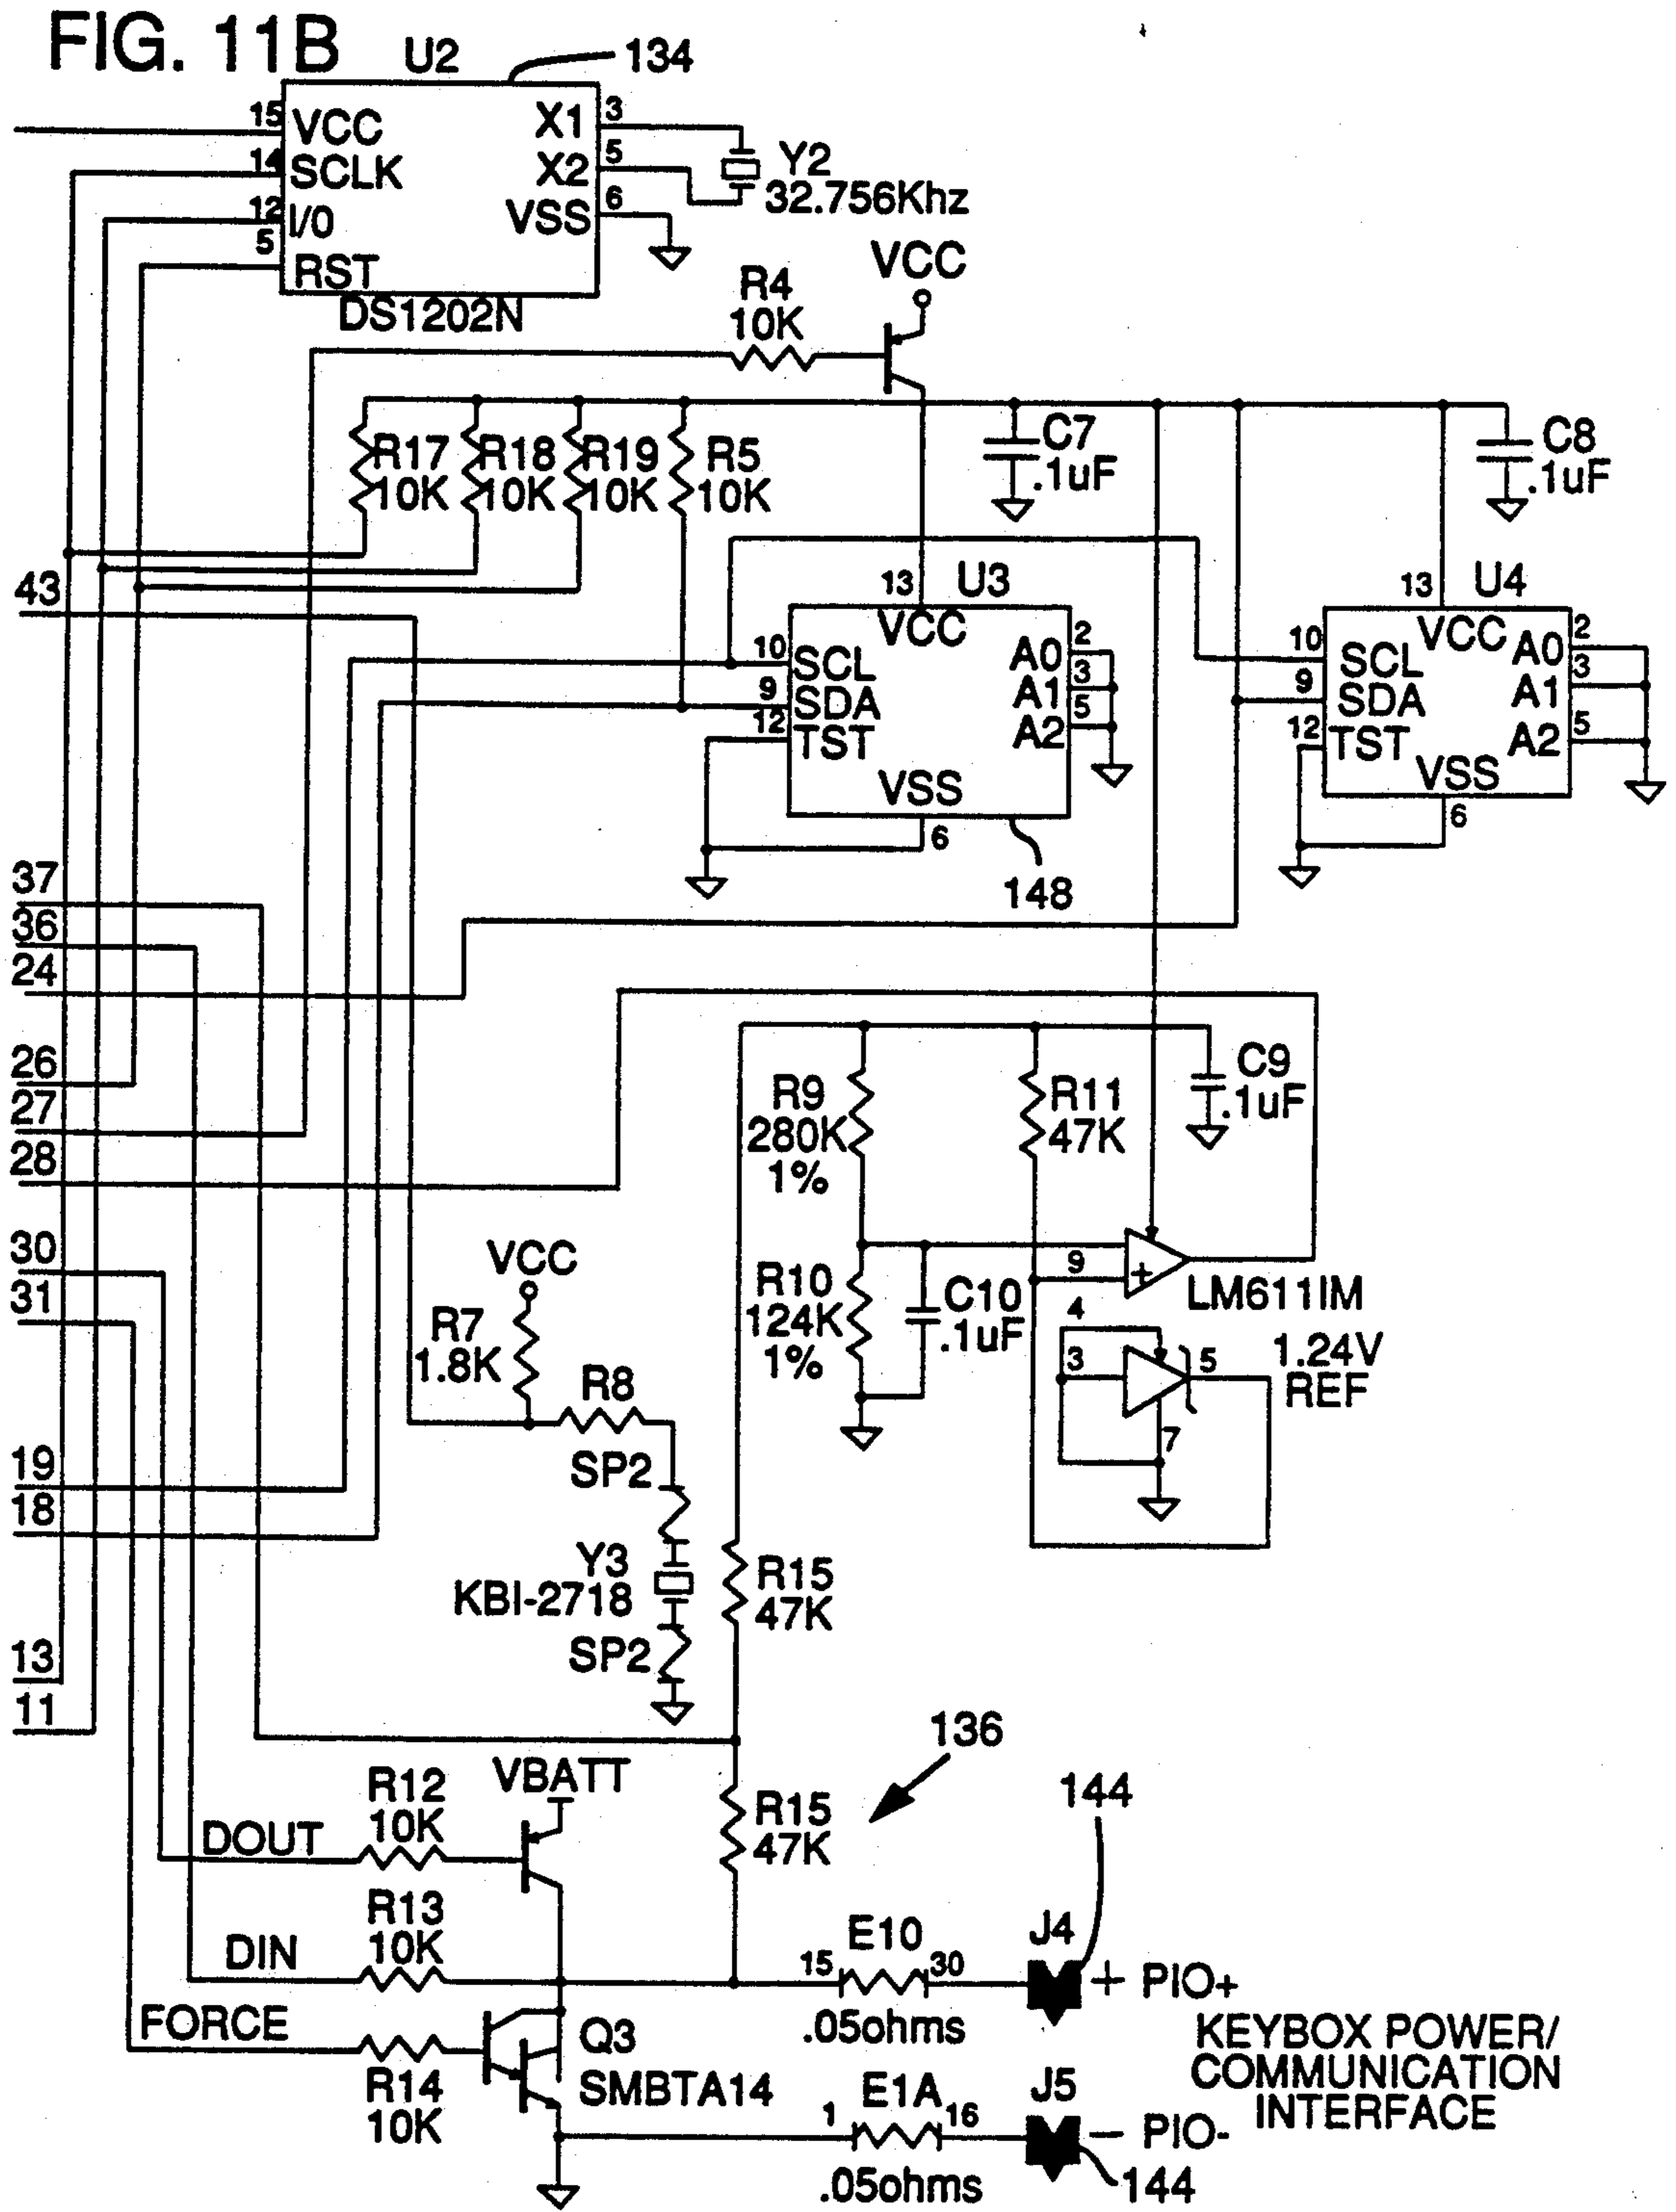 FIG. 11B
U2
134
15
VCC
14
SCLK
12
I/0
5
RST
X1
3
X2
5
VSS
6
DS1202N
Y2
32.756Khz
VCC
R4
10K
R17
10K
R18
10K
R19
10K
R5
10K
C7
.1uF
C8
.1uF
43
13
U3
VCC
10
SCL
9
SDA
12
TST
A0
2
A1
3
A2
5
VSS
6
148
13
U4
VCC
10
SCL
9
SDA
12
TST
A0
2
A1
3
A2
5
VSS
6
37
36
24
26
27
28
R9
280K
1%
R11
47K
C9
.1uF
30
31
VCC
R7
1.8K
R8
R10
124K
1%
C10
.1uF
9
+
4
LM611IM
3
5
7
1.24V
REF
19
18
SP2
Y3
KBI-2718
SP2
R15
47K
13
11
136
VBATT
R12
10K
DOUT
R15
47K
144
R13
10K
DIN
E10
15
30
.05ohms
J4
+ PIO+
FORCE
R14
10K
Q3
SMBTA14
KEYBOX POWER/
COMMUNICATION
INTERFACE
E1A
1
16
.05ohms
J5
− PIO-
144